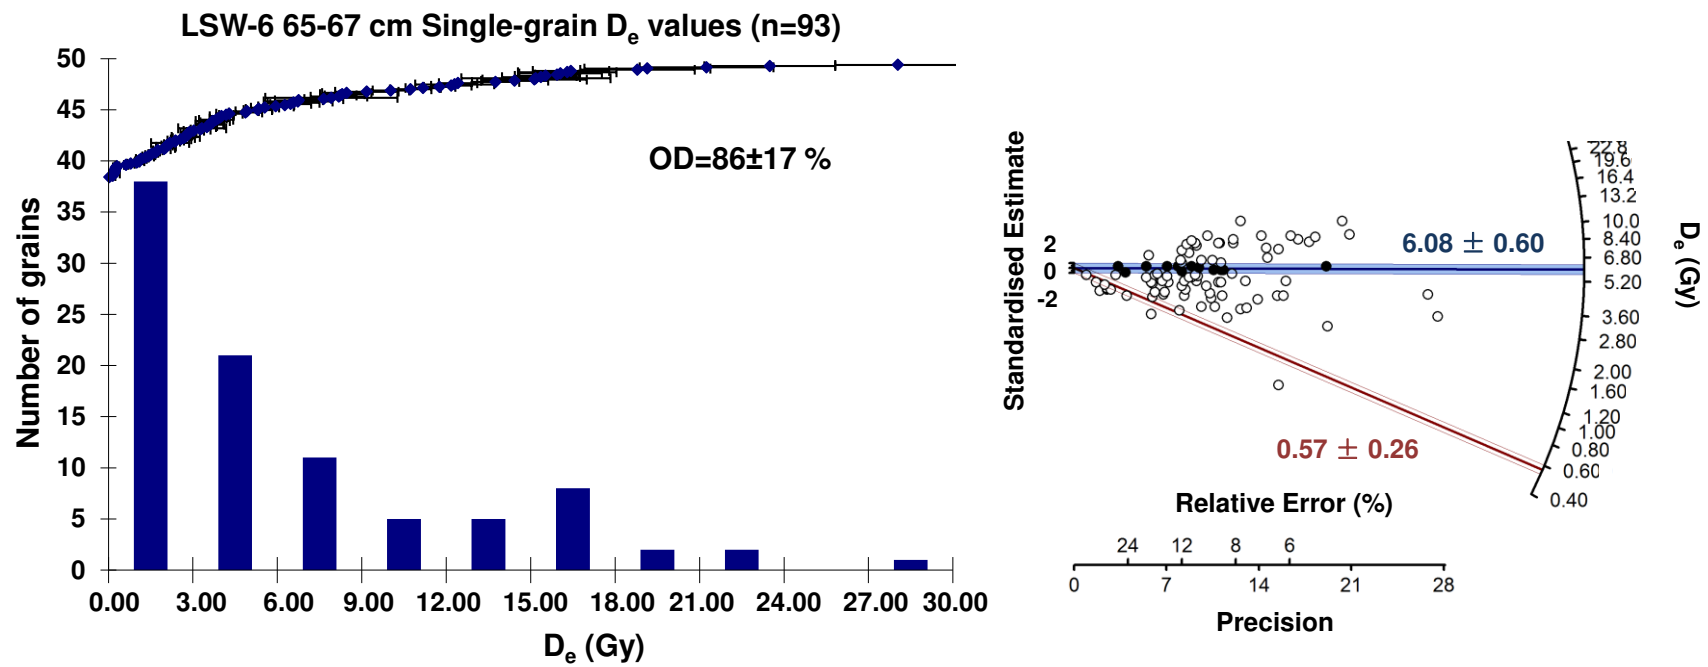 LSW-6 65-67 cm Single-grain De values (n=93)
50
45
40
35
30
25
20
15
10
5
0
Number of grains
OD=86±17 %
0.00 3.00 6.00 9.00 12.00 15.00 18.00 21.00 24.00 27.00 30.00
De (Gy)
Standardised Estimate
2
0
-2
6.08 ± 0.60
0.57 ± 0.26
22.8
19.6
16.4
13.2
10.0
8.40
6.80
5.20
3.60
2.80
2.00
1.60
1.20
1.00
0.80
0.60
0.40
De (Gy)
Relative Error (%)
24 12 8 6
0 7 14 21 28
Precision